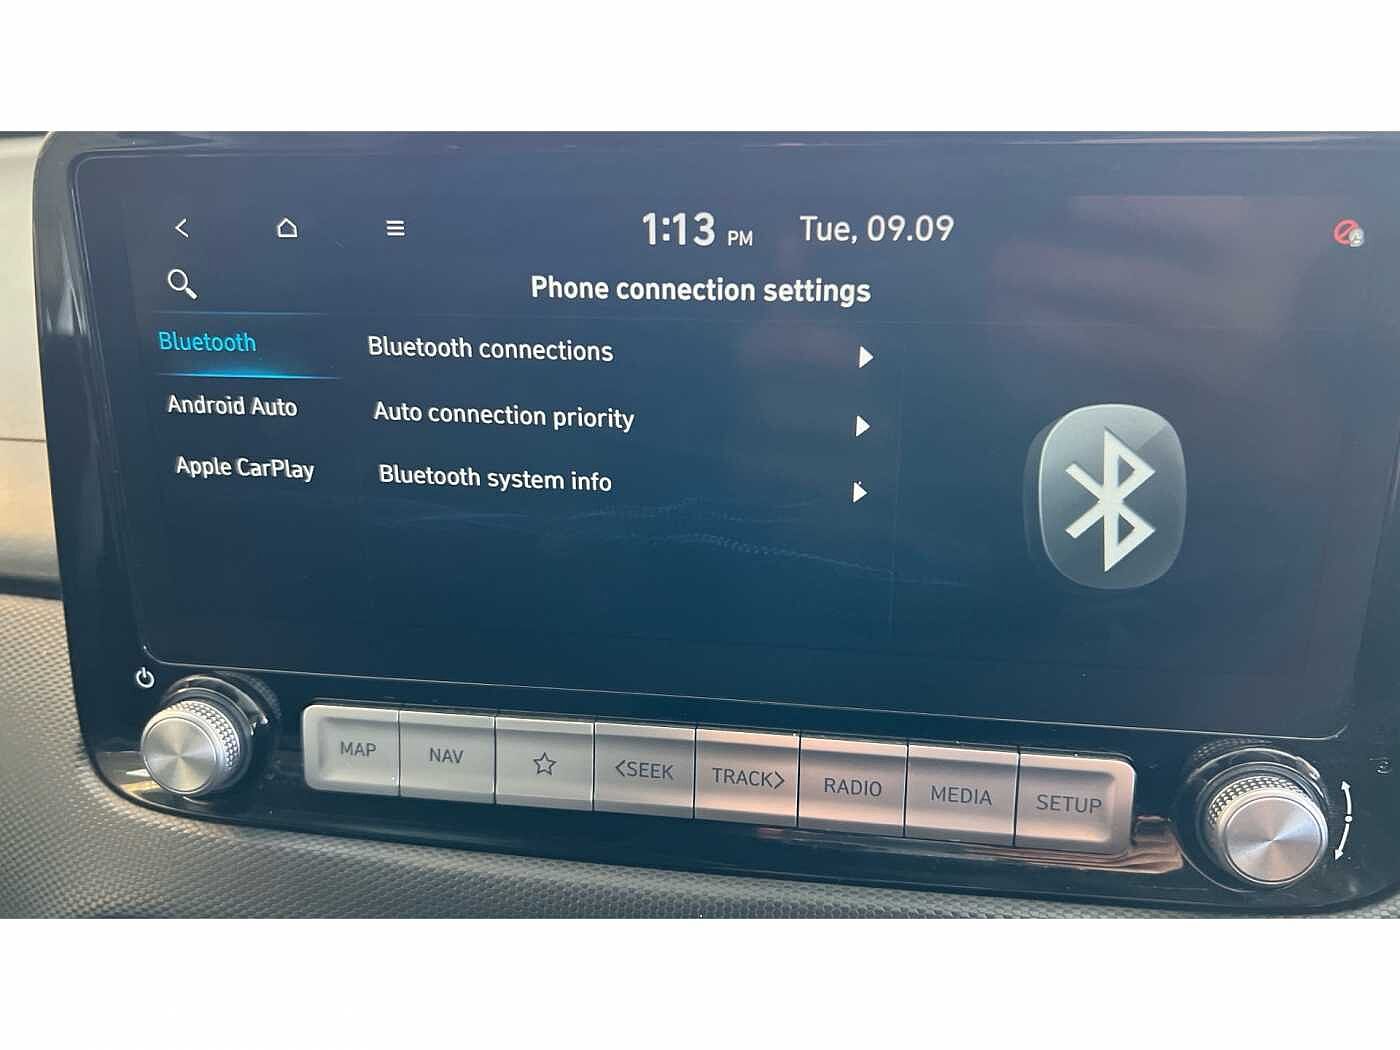 1:13 PM Tue, 09.09
Phone connection settings
Bluetooth
Bluetooth connections
Android Auto
Auto connection priority
Apple CarPlay
Bluetooth system info
MAP
NAV
<SEEK
TRACK>
RADIO
MEDIA
SETUP